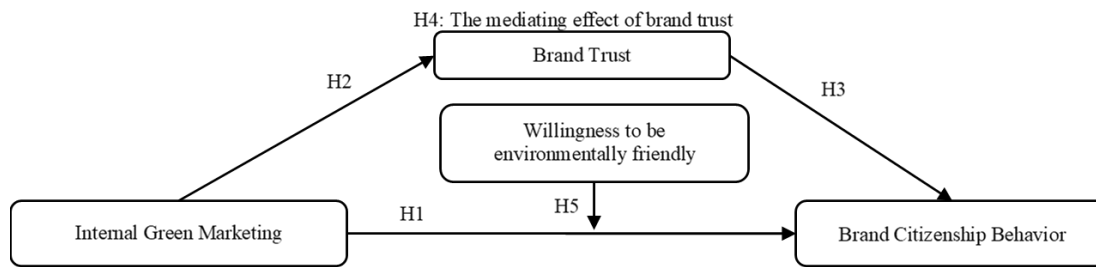 H4: The mediating effect of brand trust
Brand Trust
H2
H3
Willingness to be
environmentally friendly
H1
H5
Internal Green Marketing
Brand Citizenship Behavior